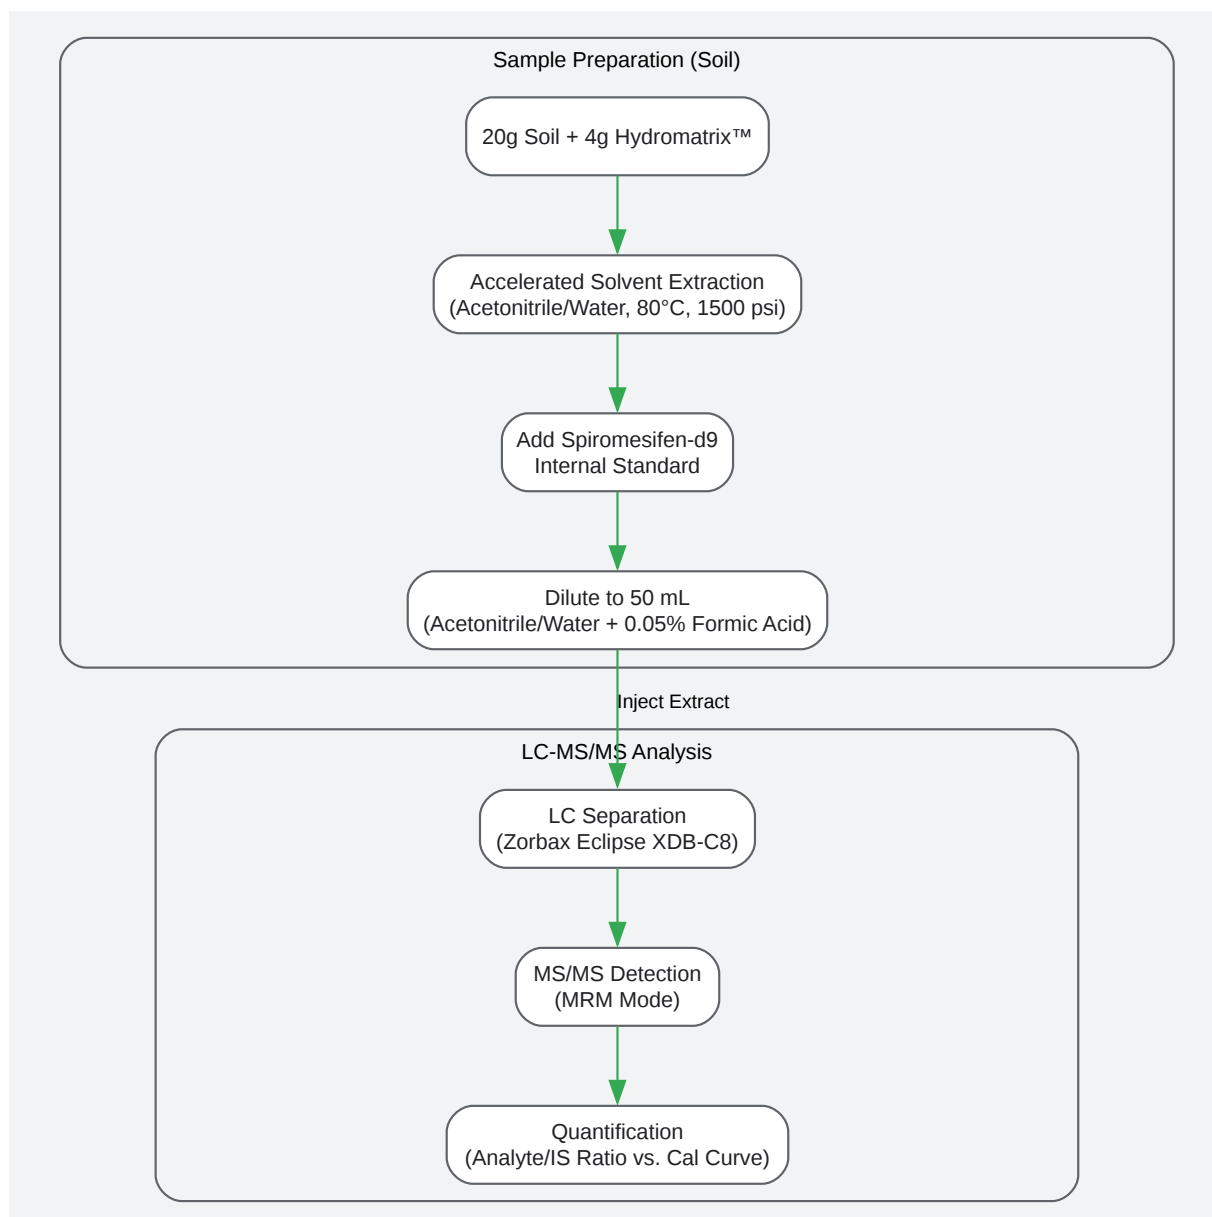 Sample Preparation (Soil)
20g Soil + 4g Hydromatrix™
Accelerated Solvent Extraction
(Acetonitrile/Water, 80°C, 1500 psi)
Add Spiromesifen-d9
Internal Standard
Dilute to 50 mL
(Acetonitrile/Water + 0.05% Formic Acid)
Inject Extract
LC-MS/MS Analysis
LC Separation
(Zorbax Eclipse XDB-C8)
MS/MS Detection
(MRM Mode)
Quantification
(Analyte/IS Ratio vs. Cal Curve)